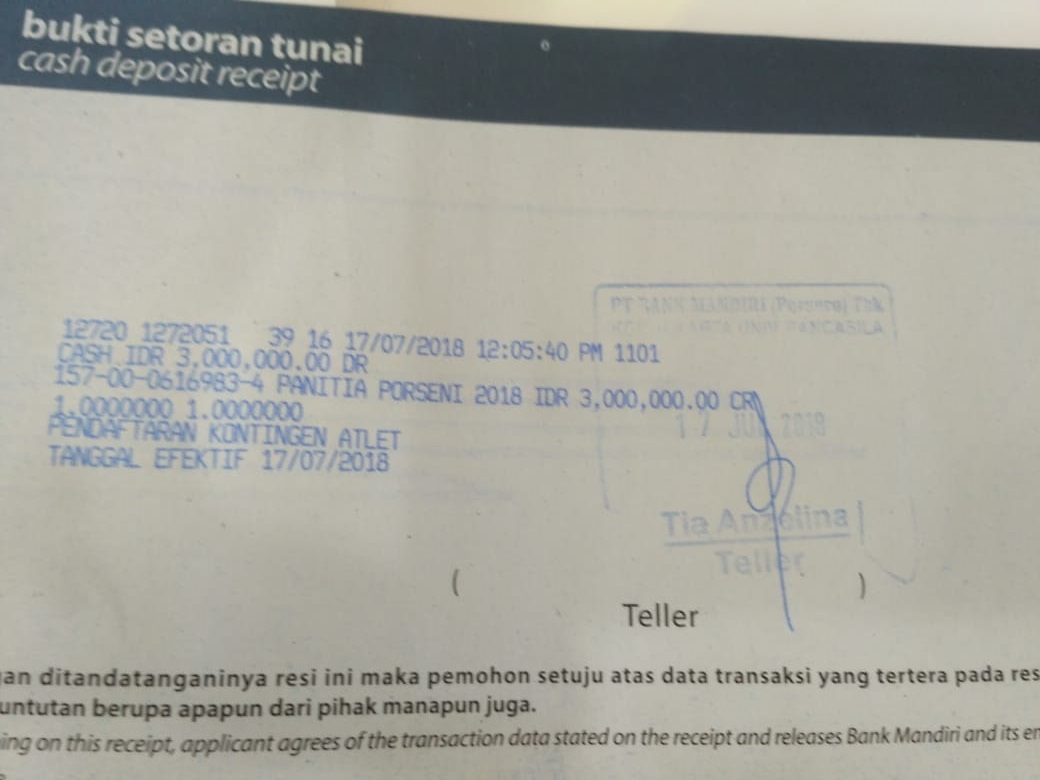 bukti setoran tunai
cash deposit receipt
PT BANK MANDIRI (Persero) Tbk
PANCASILA
12720 1272051 39 16 17/07/2018 12:05:40 PM 1101
CASH IDR 3,000,000.00 DR
157-00-0616983-4 PANITIA PORSENI 2018 IDR 3,000,000.00 CR
1.0000000 1.0000000
PENDAFTARAN KONTINGEN ATLET
TANGGAL EFEKTIF 17/07/2018
17 JUL 2018
Tia Anzelina
Teller
( )
Teller
an ditandatanganinya resi ini maka pemohon setuju atas data transaksi yang tertera pada res
untutan berupa apapun dari pihak manapun juga.
ing on this receipt, applicant agrees of the transaction data stated on the receipt and releases Bank Mandiri and its em